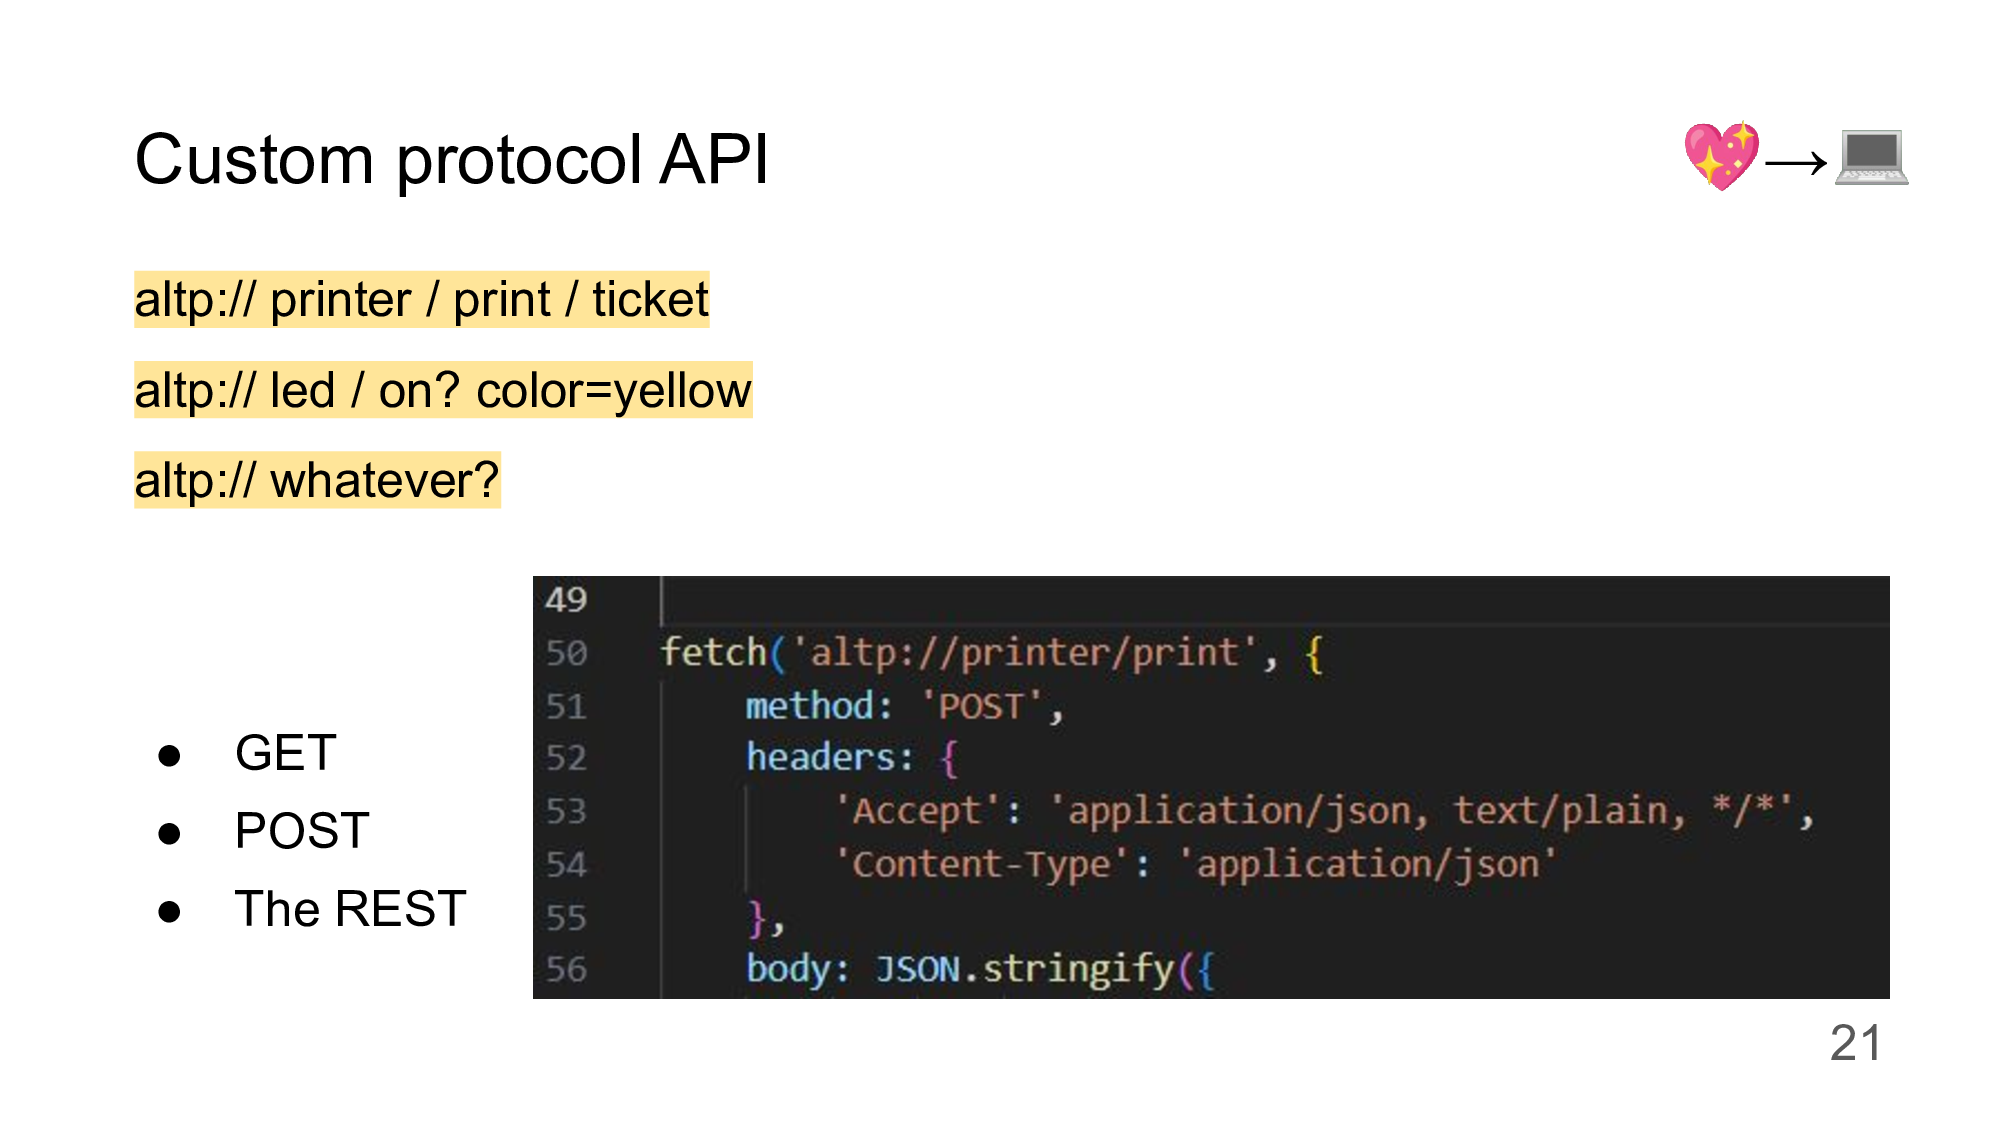 Custom protocol API
💖→💻
altp:// printer / print / ticket
altp:// led / on? color=yellow
altp:// whatever?
● GET
● POST
● The REST
49
50 fetch('altp://printer/print', {
51 method: 'POST',
52 headers: {
53 'Accept': 'application/json, text/plain, */*',
54 'Content-Type': 'application/json'
55 },
56 body: JSON.stringify({
21